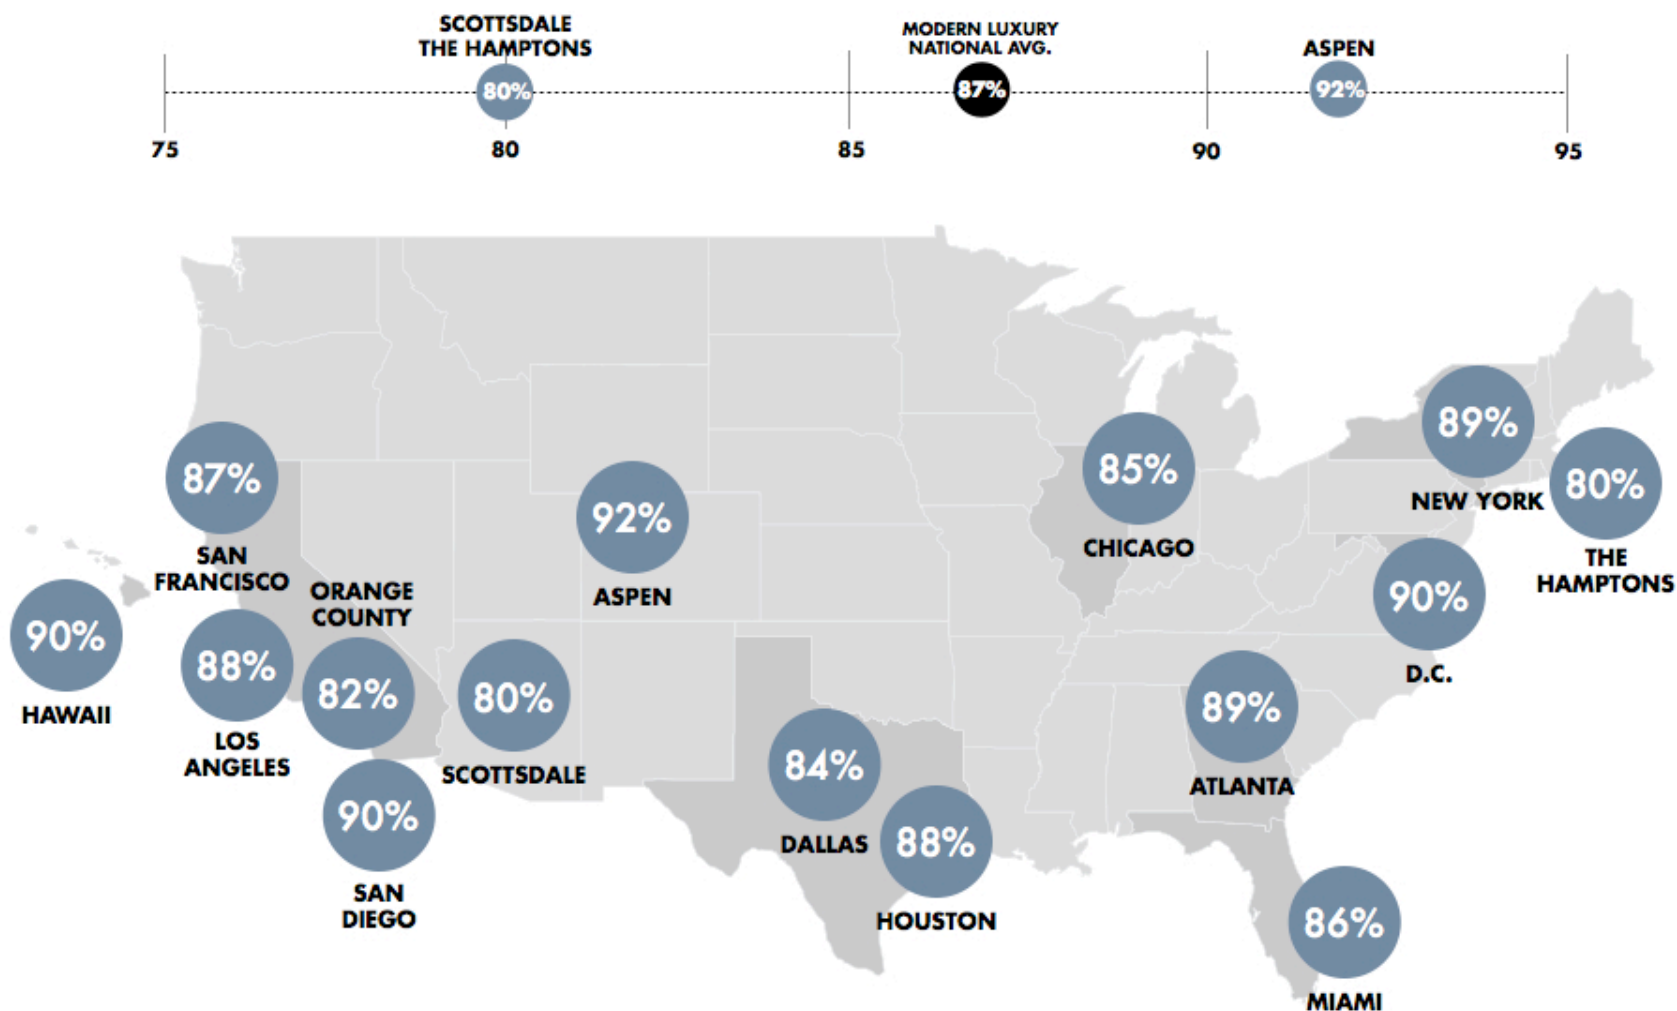 SCOTTSDALE
THE HAMPTONS
80%
MODERN LUXURY
NATIONAL AVG.
87%
ASPEN
92%
75
80
85
90
95
87%
SAN
FRANCISCO
90%
HAWAII
88%
LOS
ANGELES
ORANGE
COUNTY
82%
90%
SAN
DIEGO
92%
ASPEN
80%
SCOTTSDALE
84%
DALLAS
88%
HOUSTON
85%
CHICAGO
89%
NEW YORK
80%
THE
HAMPTONS
90%
D.C.
89%
ATLANTA
86%
MIAMI